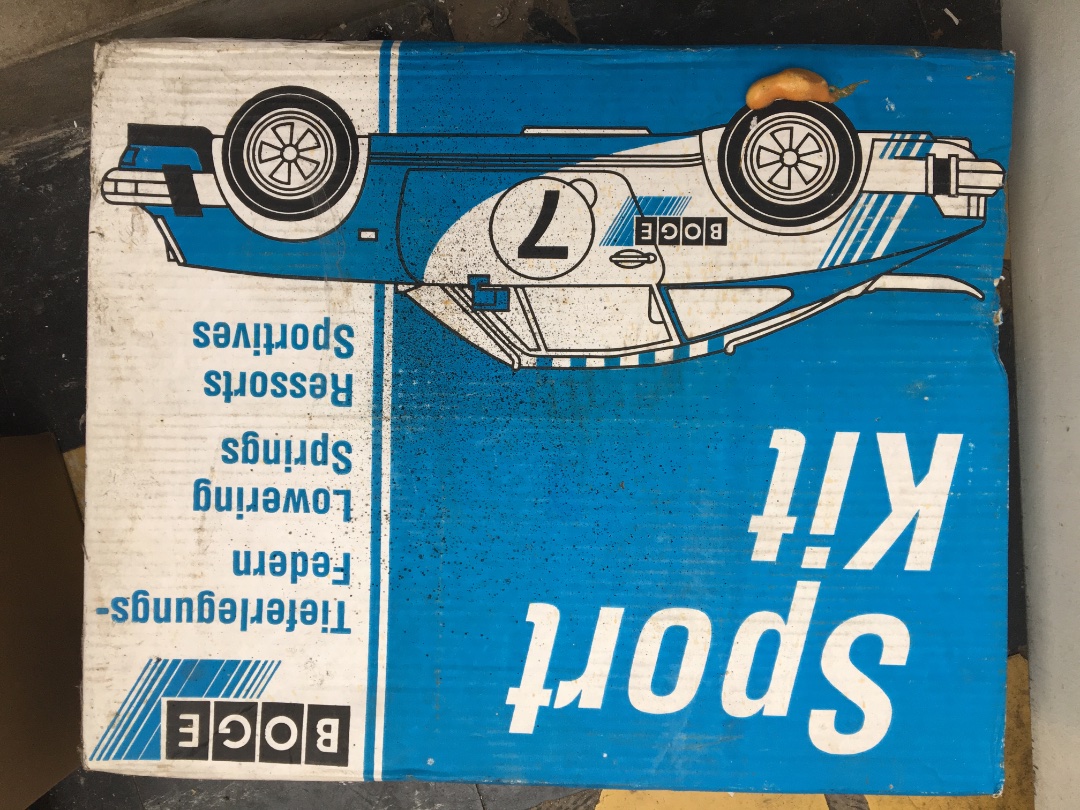 BOGE
Tieferlegungs-
Federn
Lowering
Springs
Ressorts
Sportives
Sport
Kit
7
BOGE